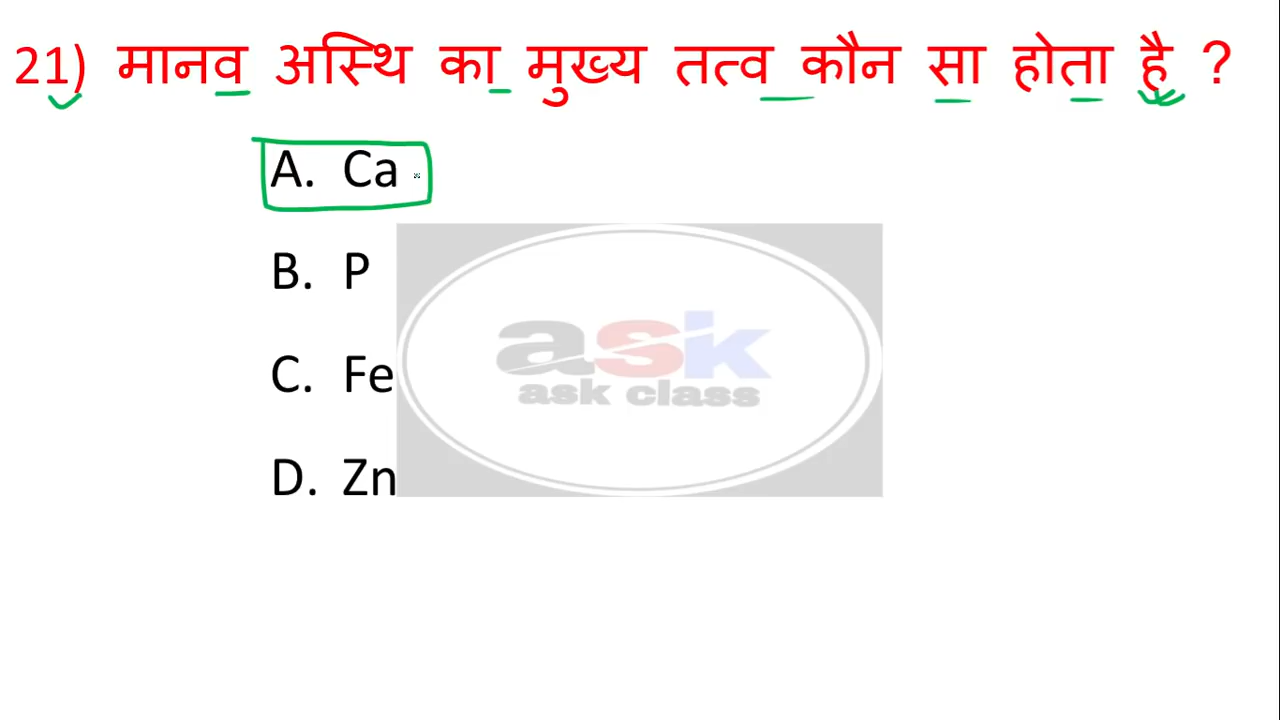 21) मानव अस्थि का मुख्य तत्व कौन सा होता है ?
A. Ca
B. P
C. Fe
D. Zn
ask
ask class